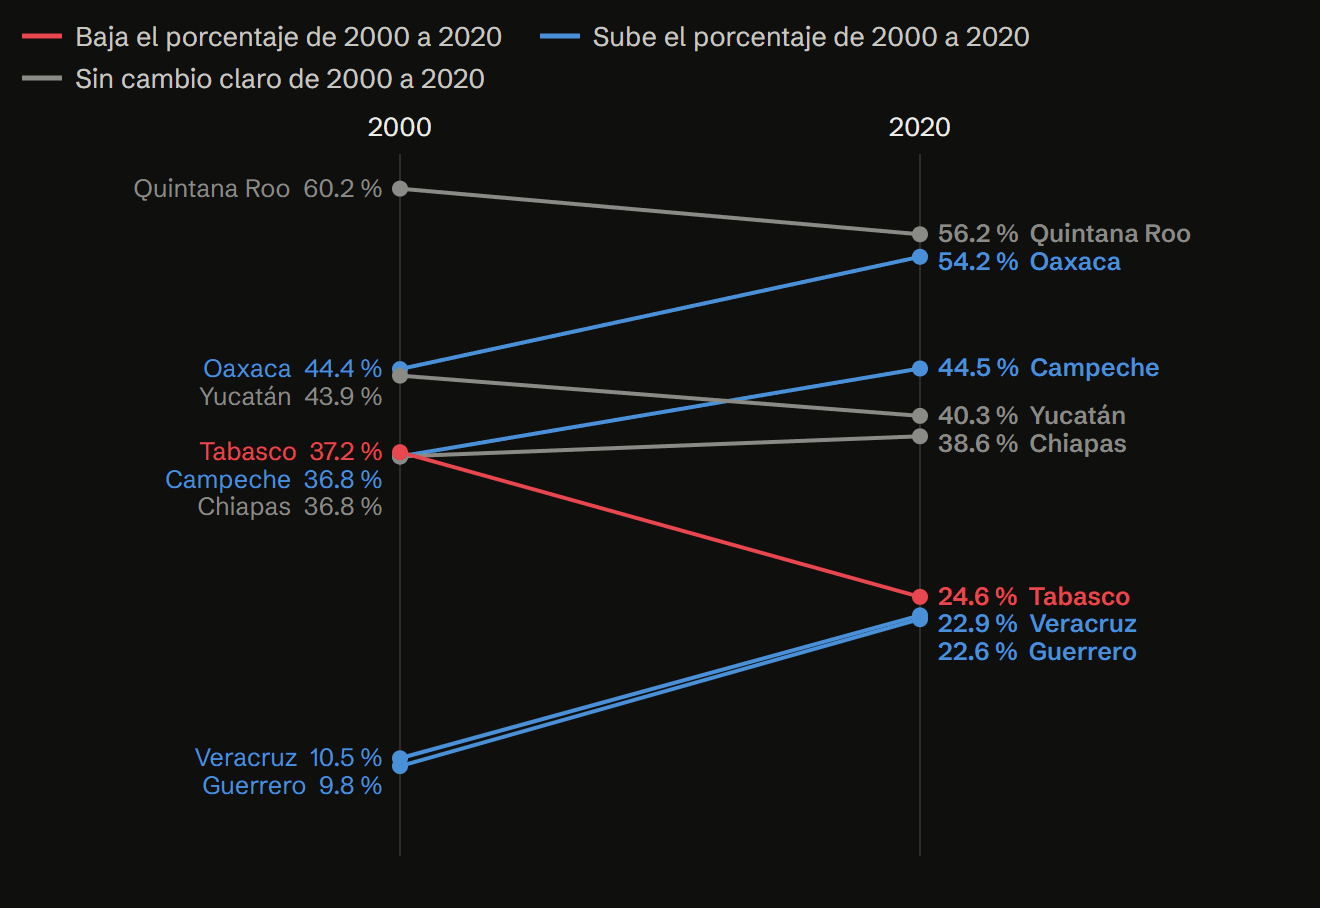 Baja el porcentaje de 2000 a 2020
Sube el porcentaje de 2000 a 2020
Sin cambio claro de 2000 a 2020
2000
2020
Quintana Roo 60.2 %
56.2 % Quintana Roo
54.2 % Oaxaca
Oaxaca 44.4 %
44.5 % Campeche
Yucatán 43.9 %
40.3 % Yucatán
38.6 % Chiapas
Tabasco 37.2 %
Campeche 36.8 %
Chiapas 36.8 %
24.6 % Tabasco
22.9 % Veracruz
22.6 % Guerrero
Veracruz 10.5 %
Guerrero 9.8 %